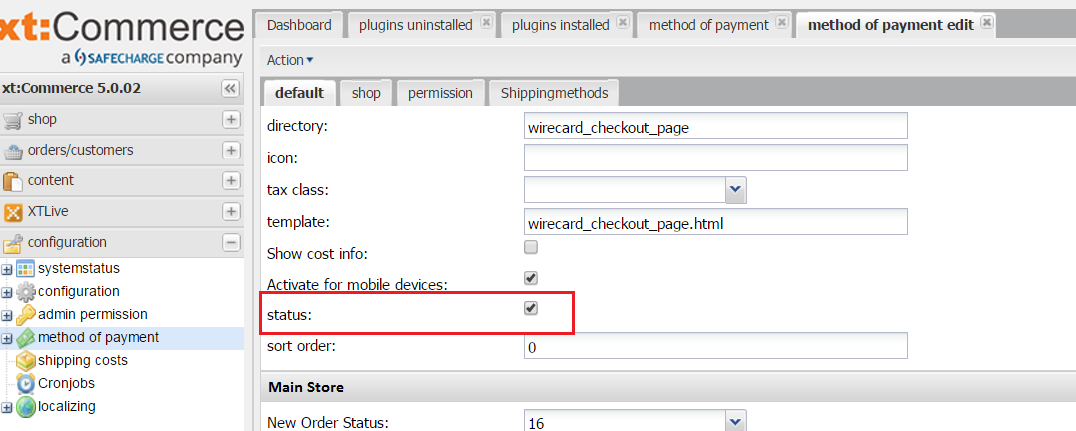 xt:Commerce
a SAFECHARGE company
xt:Commerce 5.0.02
shop
orders/customers
content
XTLive
configuration
systemstatus
configuration
admin permission
method of payment
shipping costs
Cronjobs
localizing
Dashboard plugins uninstalled plugins installed method of payment method of payment edit
Action
default shop permission Shippingmethods
directory: wirecard_checkout_page
icon:
tax class:
template: wirecard_checkout_page.html
Show cost info:
Activate for mobile devices:
status:
sort order: 0
Main Store
New Order Status: 16